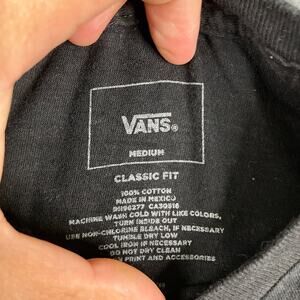 VANS®
MEDIUM
CLASSIC FIT
100% COTTON
MADE IN MEXICO
CA30516
MACHINE WASH COLD WITH LIKE COLORS,
TURN INSIDE OUT
USE NON-CHLORINE BLEACH, IF NECESSARY
TUMBLE DRY LOW
COOL IRON IF NECESSARY
DO NOT DRY CLEAN
PRINT AND ACCESSORIES